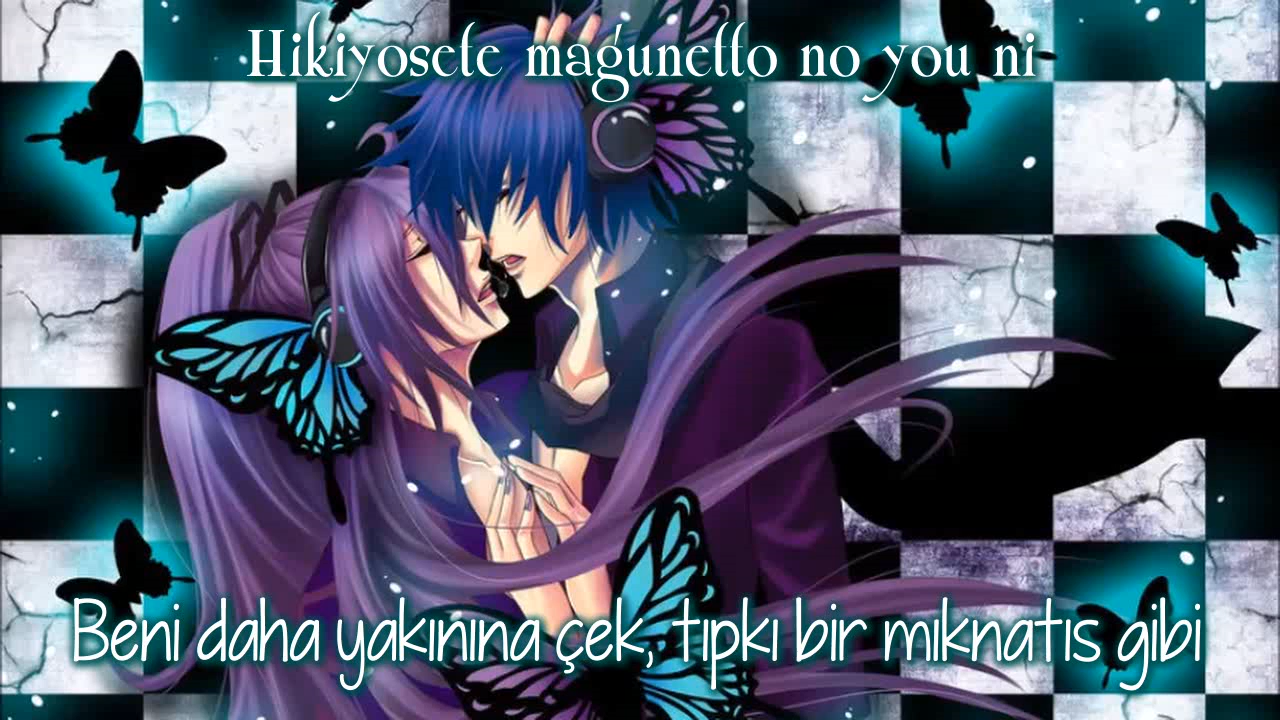 Hikiyosete magunetto no you ni
Beni daha yakınına çek, tıpkı bir mıknatıs gibi